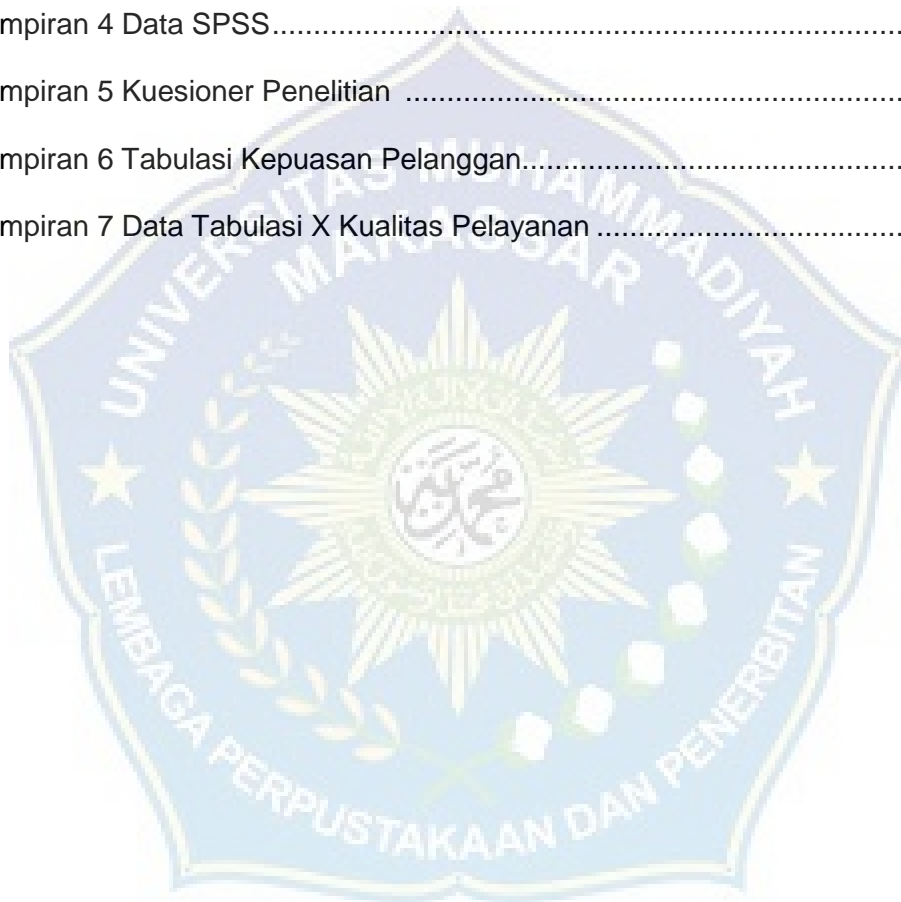 mpiran 4 Data SPSS................................................................................
mpiran 5 Kuesioner Penelitian ................................................................
mpiran 6 Tabulasi Kepuasan Pelanggan..................................................
mpiran 7 Data Tabulasi X Kualitas Pelayanan .........................................
UNIVERSITAS MUHAMMADIYAH
MAKASSAR
LEMBAGA PERPUSTAKAAN DAN PENERBITAN